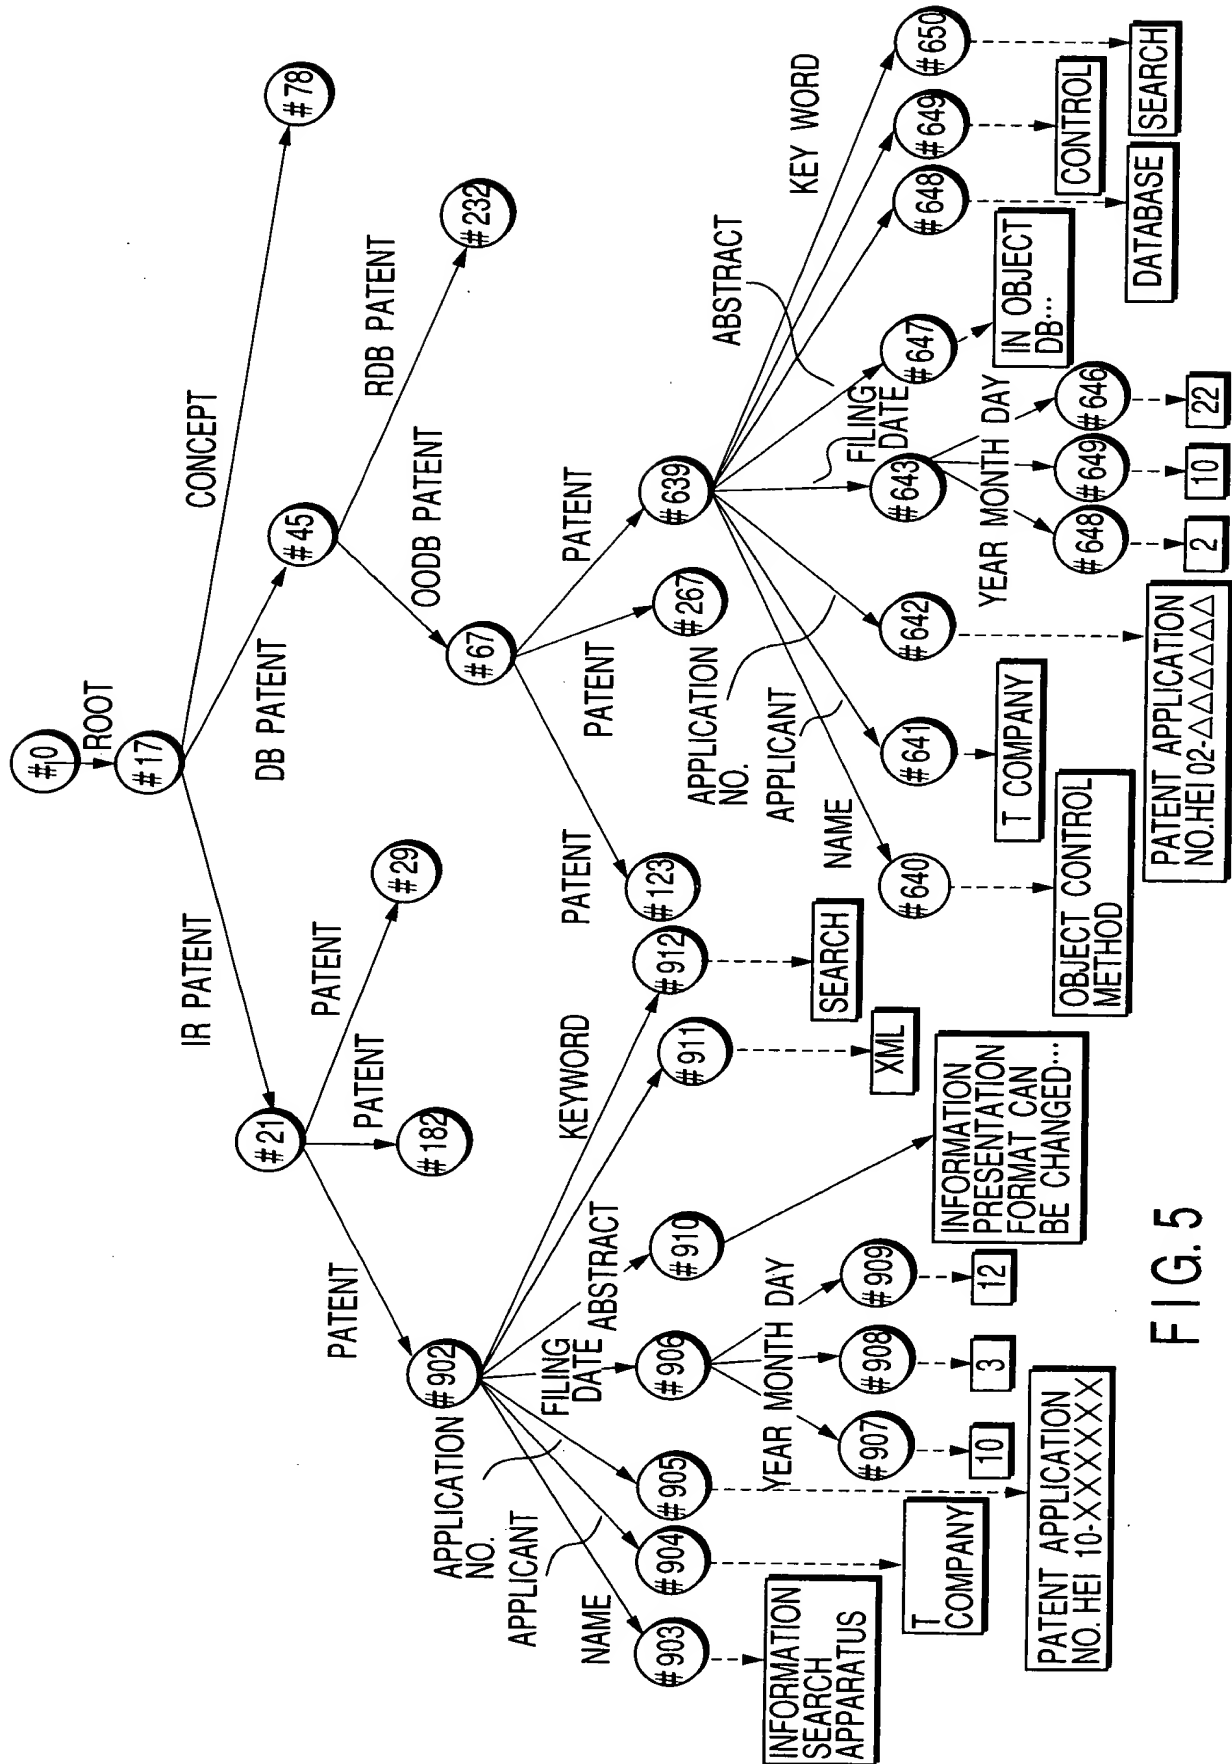 #0
ROOT
#17
IR PATENT
DB PATENT
CONCEPT
#21
#45
#78
PATENT
PATENT
PATENT
OODB PATENT
RDB PATENT
#902
#182
#29
#67
#232
APPLICATION
NO.
APPLICANT
NAME
FILING
DATE
ABSTRACT
KEYWORD
PATENT
PATENT
PATENT
#903
#904
#905
#906
#910
#911
#912
#123
#267
#639
YEAR
MONTH
DAY
#907
#908
#909
INFORMATION
SEARCH
APPARATUS
T
COMPANY
PATENT APPLICATION
NO. HEI 10-XXXXXX
10
3
12
INFORMATION
PRESENTATION
FORMAT CAN
BE CHANGED···
XML
SEARCH
NAME
APPLICANT
APPLICATION
NO.
FILING
DATE
ABSTRACT
KEY WORD
#640
#641
#642
#643
#647
#648
#649
#650
YEAR
MONTH
DAY
#648
#649
#646
OBJECT CONTROL
METHOD
T COMPANY
PATENT APPLICATION
NO.HEI 02-△△△△△△
2
10
22
IN OBJECT
DB···
DATABASE
CONTROL
SEARCH
FIG. 5